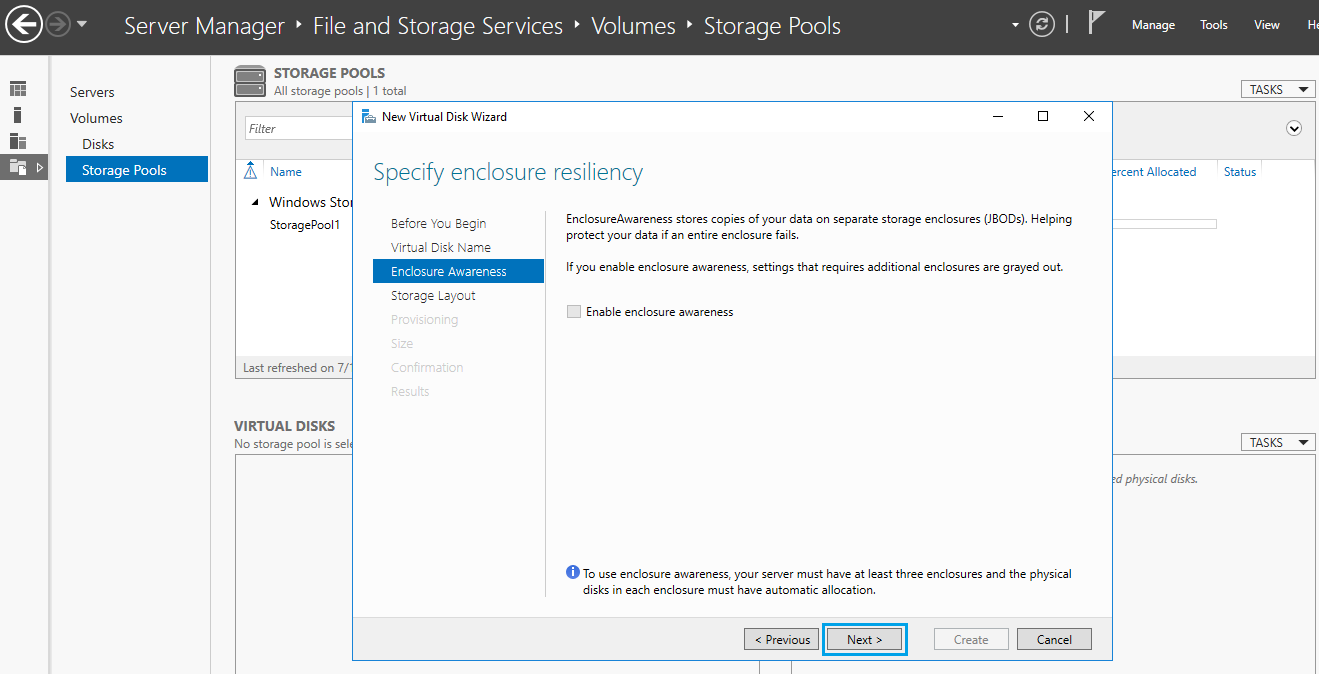 Server Manager ‣ File and Storage Services ‣ Volumes ‣ Storage Pools
Manage Tools View
Servers
Volumes
Disks
Storage Pools
STORAGE POOLS
All storage pools | 1 total
TASKS
Filter
Name
Percent Allocated Status
Windows Stor
StoragePool1
Last refreshed on 7/1
VIRTUAL DISKS
No storage pool is sele
TASKS
ed physical disks.
New Virtual Disk Wizard
Specify enclosure resiliency
Before You Begin
Virtual Disk Name
Enclosure Awareness
Storage Layout
Provisioning
Size
Confirmation
Results
EnclosureAwareness stores copies of your data on separate storage enclosures (JBODs). Helping
protect your data if an entire enclosure fails.
If you enable enclosure awareness, settings that requires additional enclosures are grayed out.
Enable enclosure awareness
To use enclosure awareness, your server must have at least three enclosures and the physical
disks in each enclosure must have automatic allocation.
< Previous Next > Create Cancel